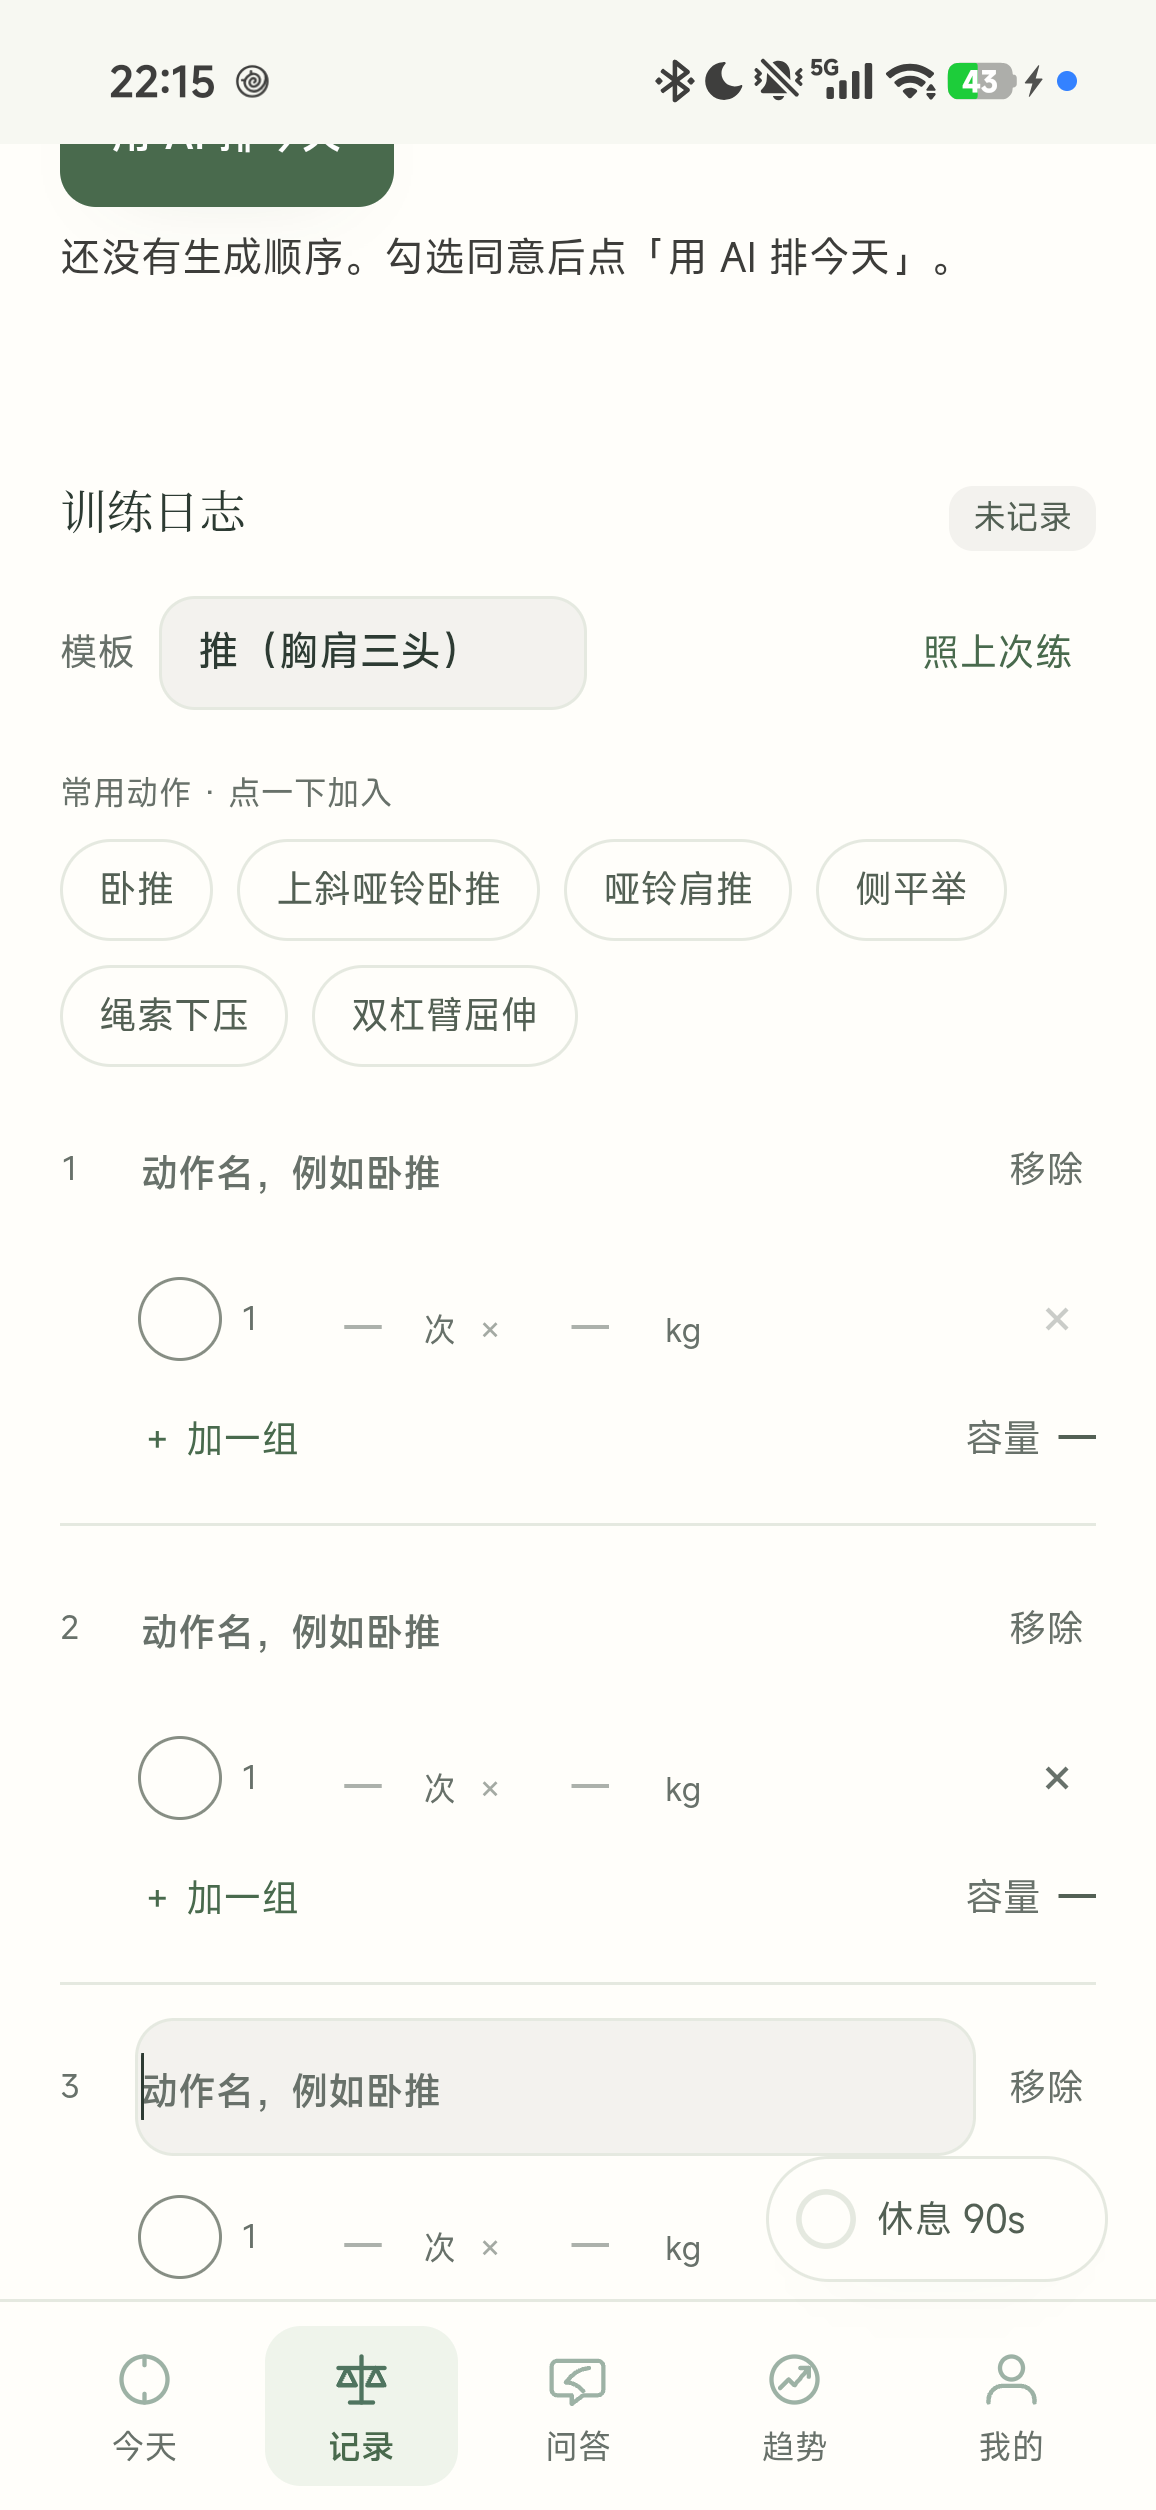 22:15 5G 43
用 AI 排今天
还没有生成顺序。勾选同意后点「用 AI 排今天」。
训练日志 未记录
模板 推（胸肩三头） 照上次练
常用动作 · 点一下加入
卧推 上斜哑铃卧推 哑铃肩推 侧平举
绳索下压 双杠臂屈伸
1 动作名，例如卧推 移除
1 — 次 × — kg ×
+ 加一组 容量 —
2 动作名，例如卧推 移除
1 — 次 × — kg ×
+ 加一组 容量 —
3 动作名，例如卧推 移除
1 — 次 × — kg
休息 90s
今天 记录 问答 趋势 我的